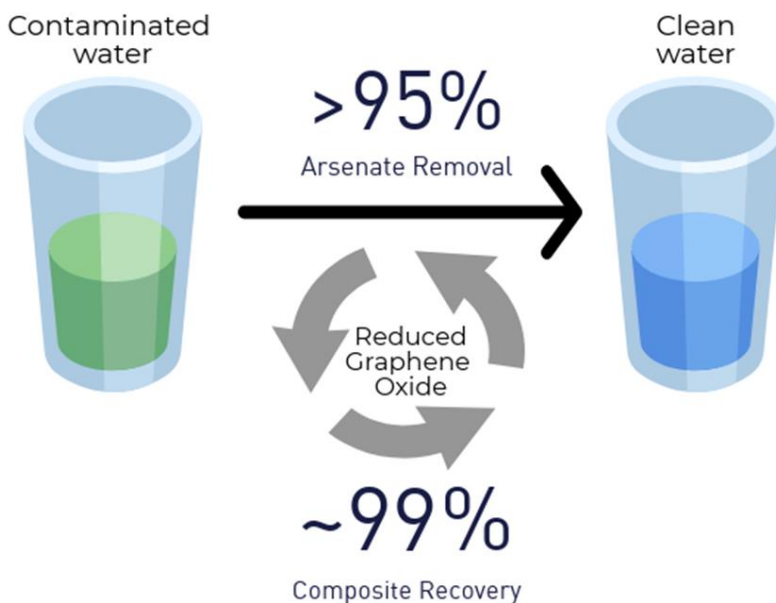 Contaminated
water
Clean
water
>95%
Arsenate Removal
Reduced
Graphene
Oxide
~99%
Composite Recovery